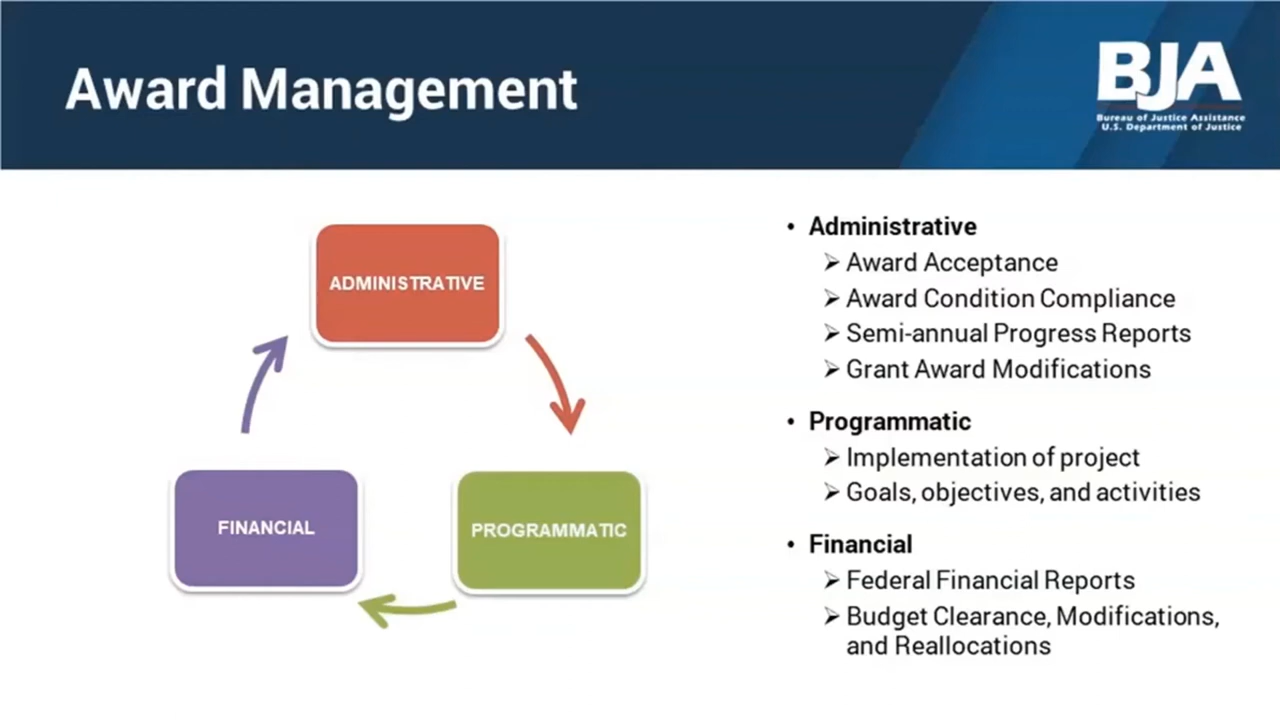 Award Management
BJA
Bureau of Justice Assistance
U.S. Department of Justice
ADMINISTRATIVE
FINANCIAL
PROGRAMMATIC
• Administrative
➢ Award Acceptance
➢ Award Condition Compliance
➢ Semi-annual Progress Reports
➢ Grant Award Modifications
• Programmatic
➢ Implementation of project
➢ Goals, objectives, and activities
• Financial
➢ Federal Financial Reports
➢ Budget Clearance, Modifications,
and Reallocations